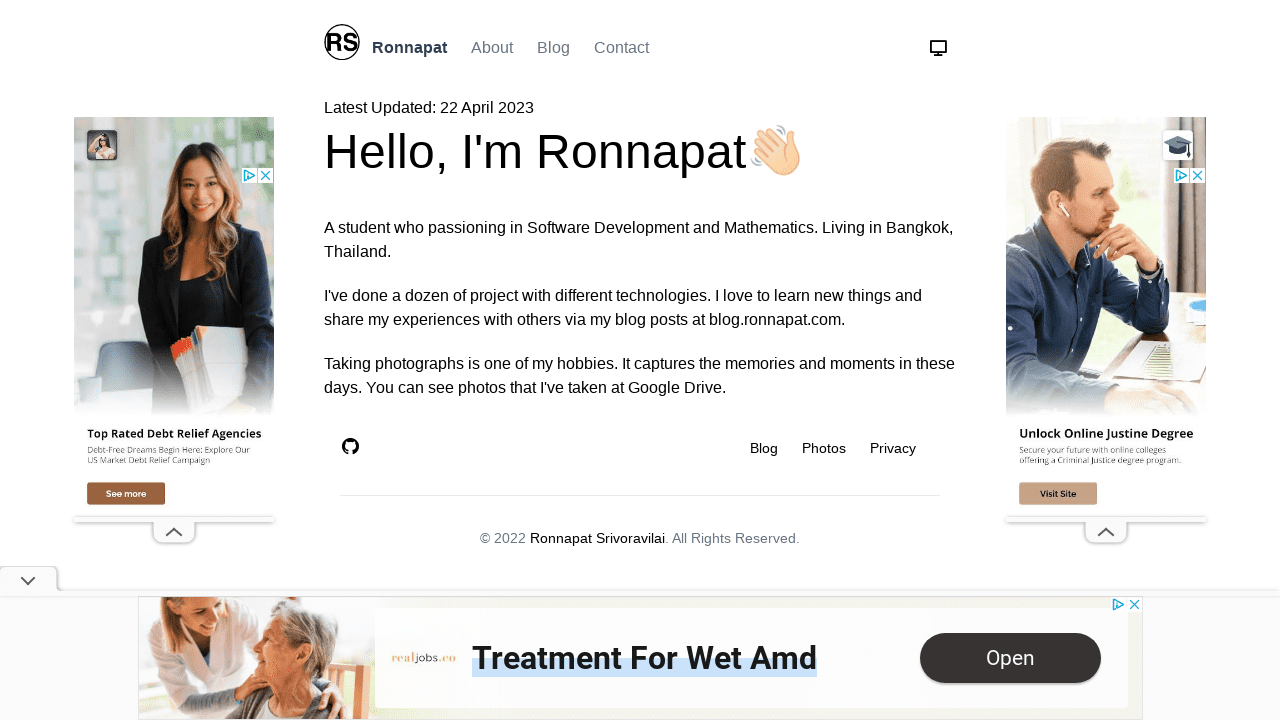 RS
Ronnapat
About
Blog
Contact
Latest Updated: 22 April 2023
Hello, I'm Ronnapat👋🏻
A student who passioning in Software Development and Mathematics. Living in Bangkok,
Thailand.
I've done a dozen of project with different technologies. I love to learn new things and
share my experiences with others via my blog posts at blog.ronnapat.com.
Taking photographs is one of my hobbies. It captures the memories and moments in these
days. You can see photos that I've taken at Google Drive.
Blog
Photos
Privacy
© 2022 Ronnapat Srivoravilai. All Rights Reserved.
Top Rated Debt Relief Agencies
Debt-Free Dreams Begin Here: Explore Our
US Market Debt Relief Campaign
See more
Unlock Online Justine Degree
Secure your future with online colleges
offering a Criminal Justice degree program.
Visit Site
realjobs.co
Treatment For Wet Amd
Open